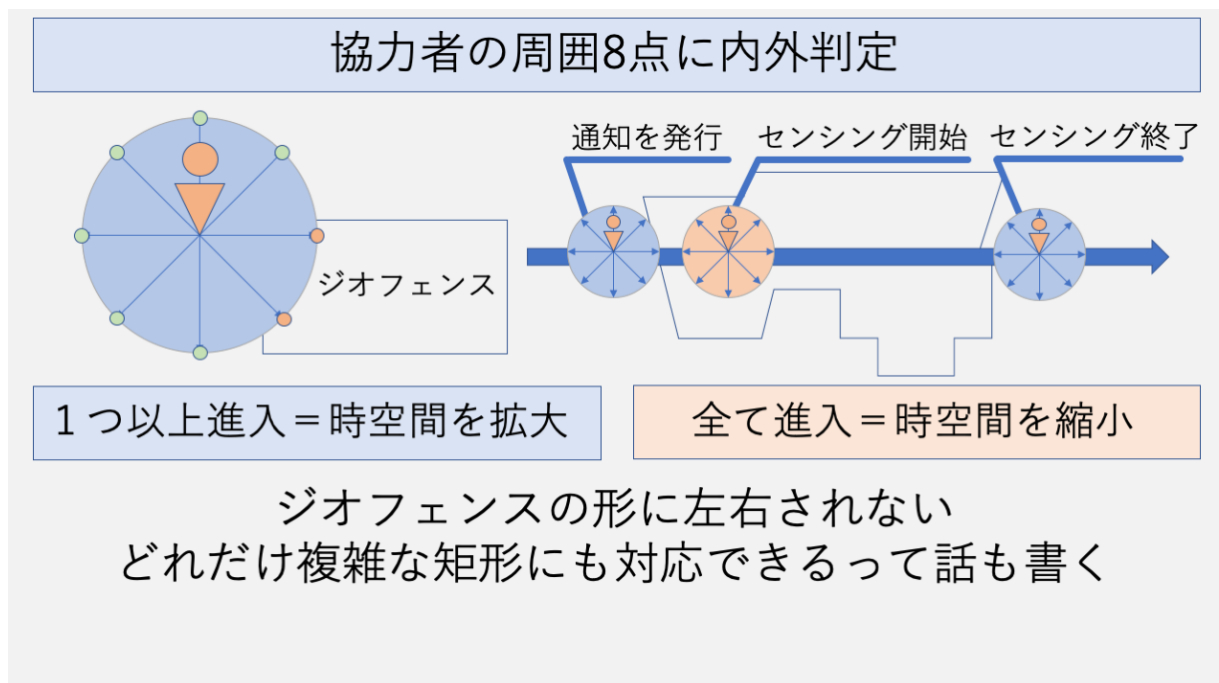 協力者の周囲8点に内外判定
通知を発行
センシング開始
センシング終了
ジオフェンス
1つ以上進入=時空間を拡大
全て進入=時空間を縮小
ジオフェンスの形に左右されない
どれだけ複雑な矩形にも対応できるって話も書く